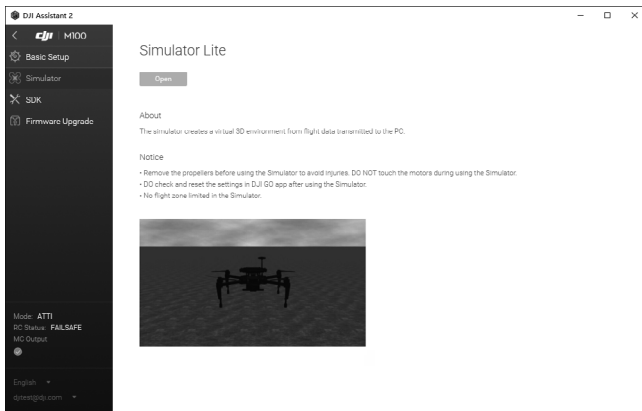 DJI Assistant 2
dji | M100
Basic Setup
Simulator
SDK
Firmware Upgrade
Mode: ATTI
RC Status: FAILSAFE
MC Output
English
djitest@dji.com
Simulator Lite
Open
About
The simulator creates a virtual 3D environment from flight data transmitted to the PC.
Notice
• Remove the propellers before using the Simulator to avoid injuries. DO NOT touch the motors during using the Simulator.
• DO check and reset the settings in DJI GO app after using the Simulator.
• No flight zone limited in the Simulator.